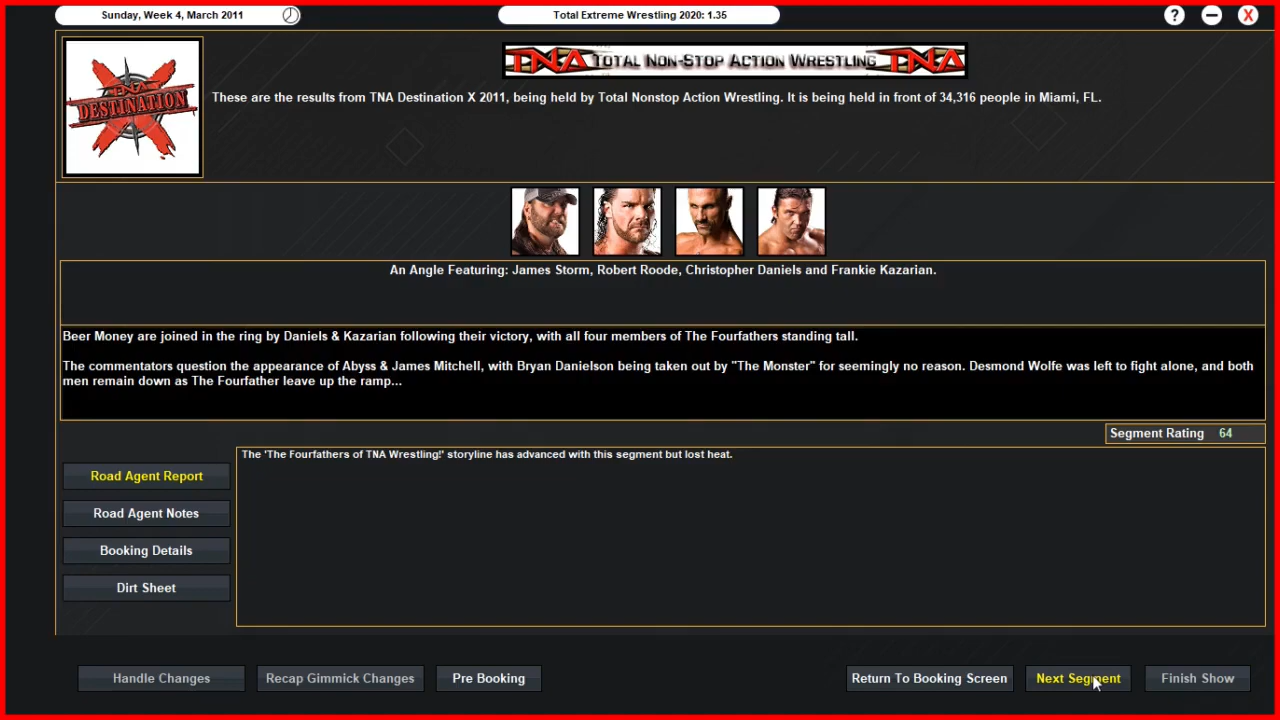 Sunday, Week 4, March 2011
Total Extreme Wrestling 2020: 1.35
?
X
TNA TOTAL NON-STOP ACTION WRESTLING TNA
TNA
DESTINATION
X
These are the results from TNA Destination X 2011, being held by Total Nonstop Action Wrestling. It is being held in front of 34,316 people in Miami, FL.
An Angle Featuring: James Storm, Robert Roode, Christopher Daniels and Frankie Kazarian.
Beer Money are joined in the ring by Daniels & Kazarian following their victory, with all four members of The Fourfathers standing tall.
The commentators question the appearance of Abyss & James Mitchell, with Bryan Danielson being taken out by "The Monster" for seemingly no reason. Desmond Wolfe was left to fight alone, and both
men remain down as The Fourfather leave up the ramp...
Segment Rating 64
The 'The Fourfathers of TNA Wrestling!' storyline has advanced with this segment but lost heat.
Road Agent Report
Road Agent Notes
Booking Details
Dirt Sheet
Handle Changes
Recap Gimmick Changes
Pre Booking
Return To Booking Screen
Next Segment
Finish Show